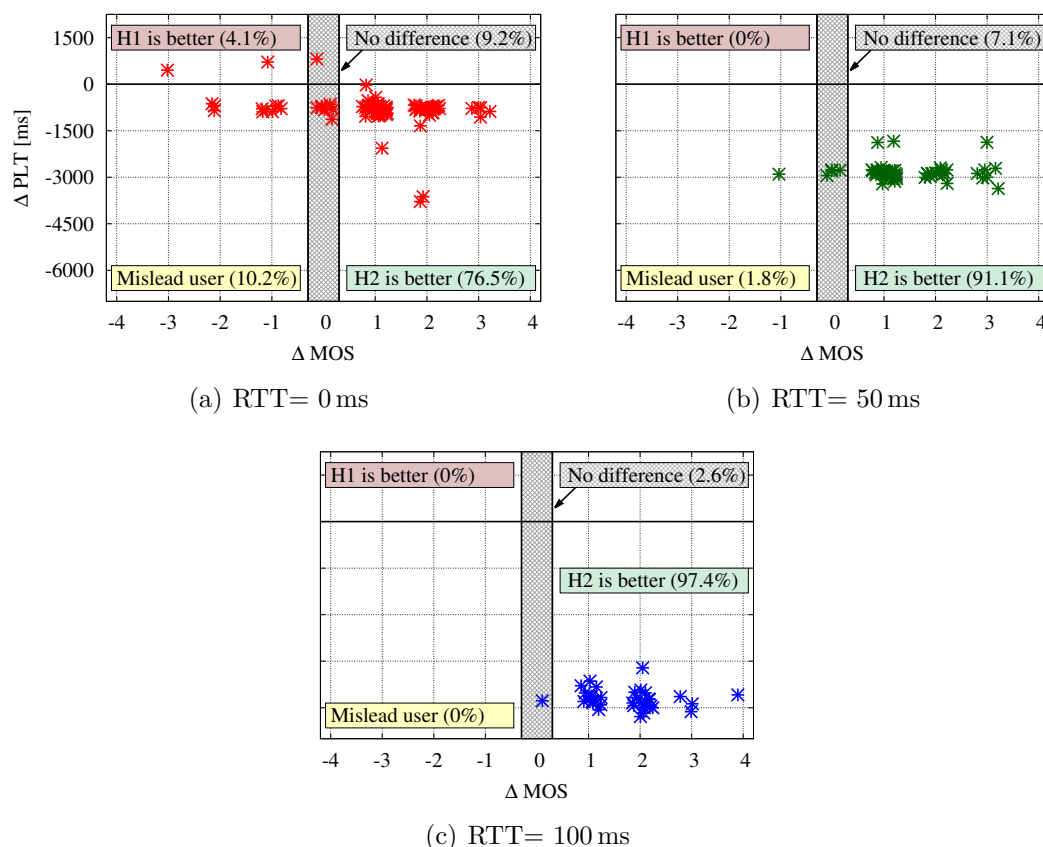 H1 is better (4.1%)
No difference (9.2%)
Mislead user (10.2%)
H2 is better (76.5%)
1500
0
-1500
-3000
-4500
-6000
Δ PLT [ms]
-4 -3 -2 -1 0 1 2 3 4
Δ MOS
(a) RTT= 0 ms
H1 is better (0%)
No difference (7.1%)
Mislead user (1.8%)
H2 is better (91.1%)
-4 -3 -2 -1 0 1 2 3 4
Δ MOS
(b) RTT= 50 ms
H1 is better (0%)
No difference (2.6%)
H2 is better (97.4%)
Mislead user (0%)
-4 -3 -2 -1 0 1 2 3 4
Δ MOS
(c) RTT= 100 ms